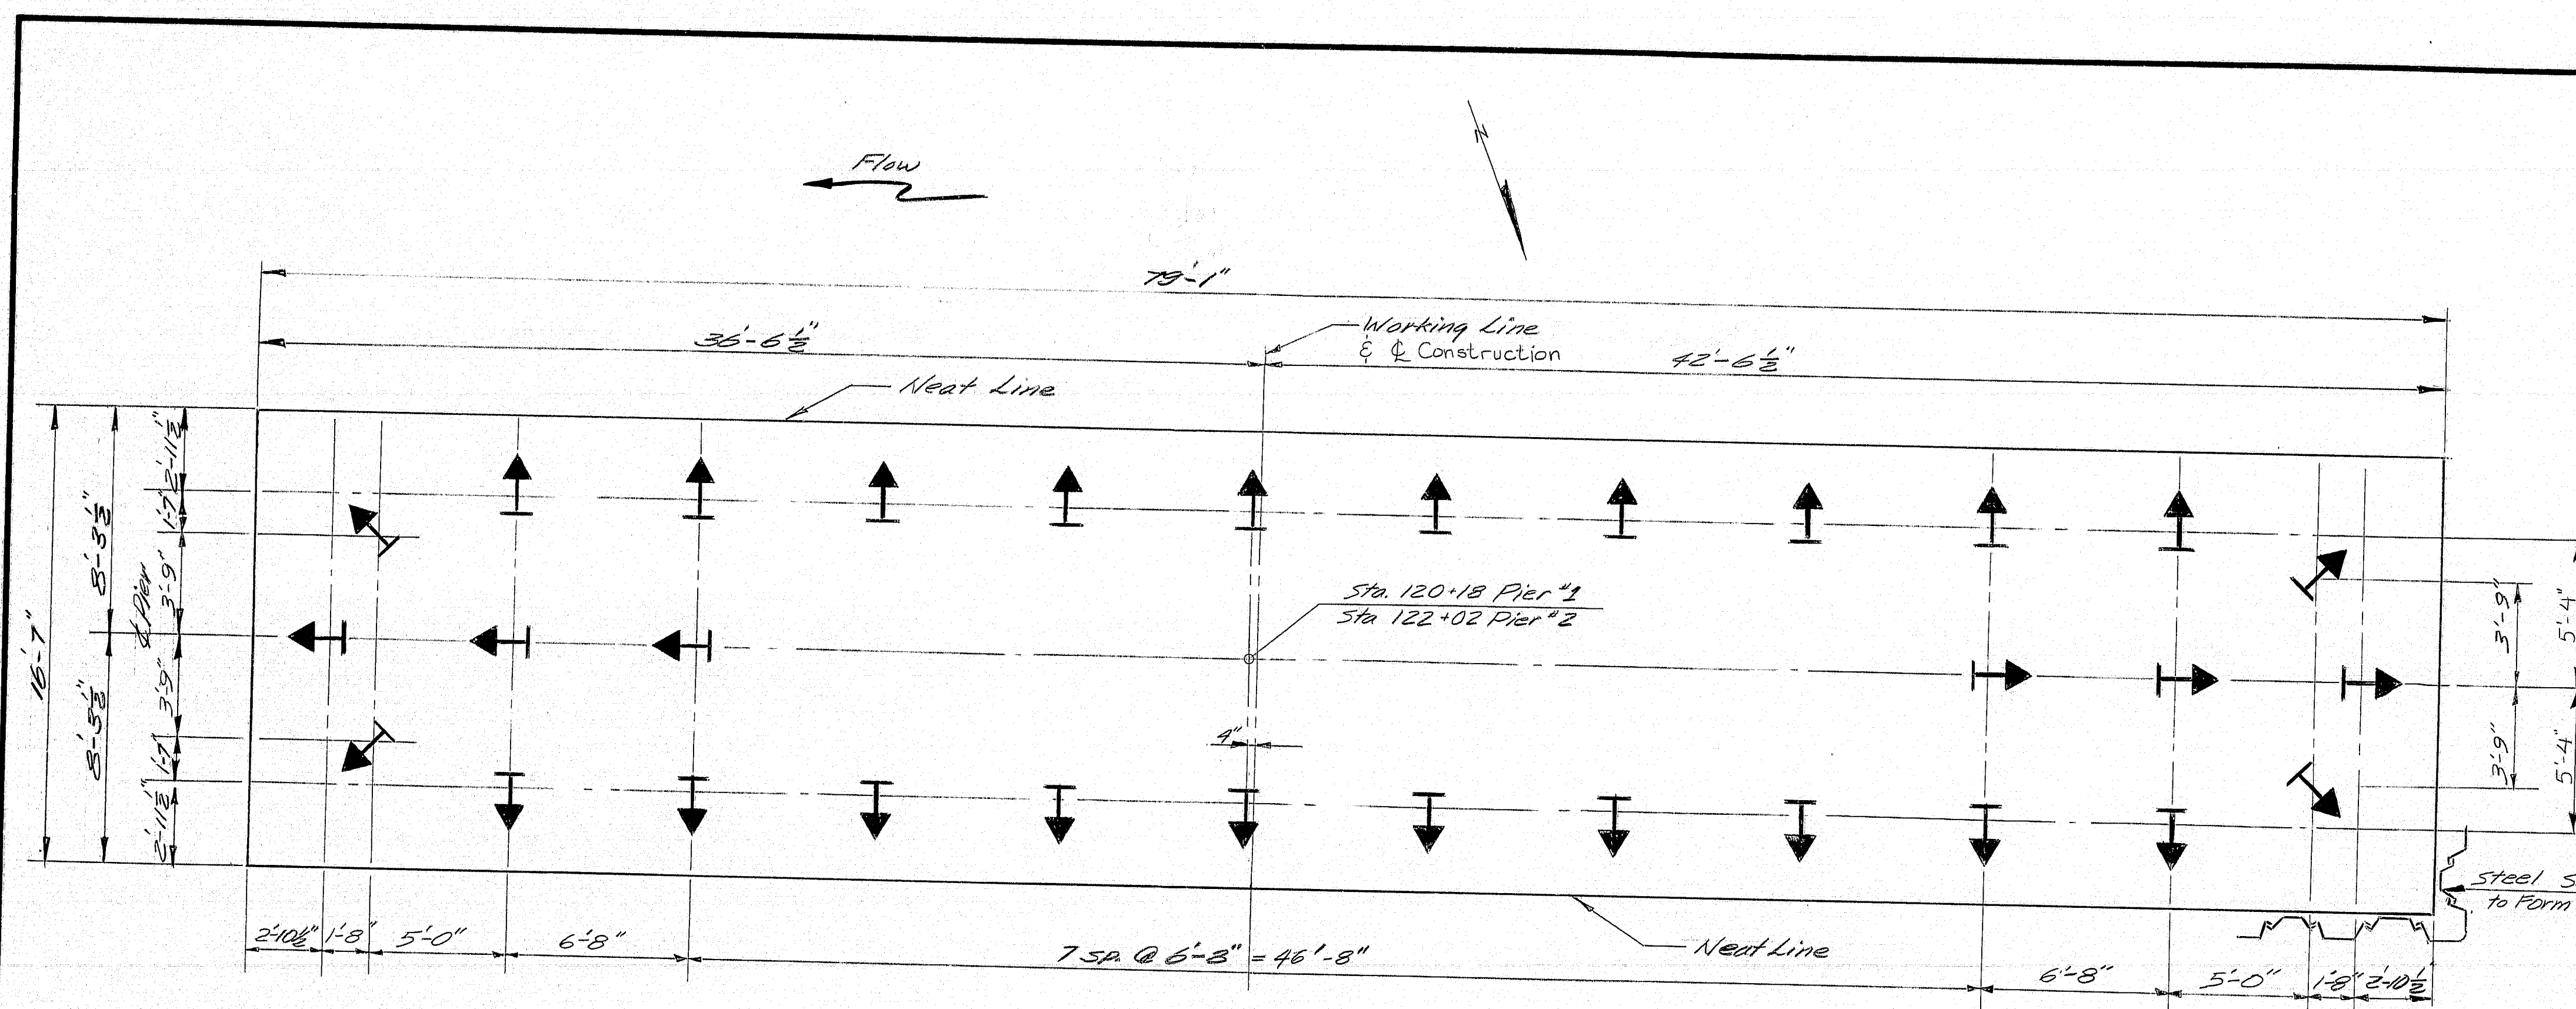 Flow
N
79'-1"
36'-6½"
Working Line
& ℄ Construction
42'-6½"
Neat Line
2'-11½"
1'-7"
3'-9"
℄ Pier
3'-9"
1'-7"
2'-11½"
8'-3½"
8'-3½"
16'-7"
Sta. 120+18 Pier #1
Sta 122+02 Pier #2
4"
3'-9"
3'-9"
5'-4"
5'-4"
Steel S
to Form
Neat Line
2'-10½"
1'-8"
5'-0"
6'-8"
7 sp. @ 6'-8" = 46'-8"
6'-8"
5'-0"
1'-8"
2'-10½"